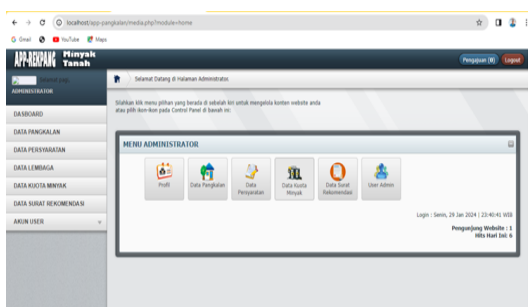 localhost/app-pangkalan/media.php?module=home
Gmail YouTube Maps
APP-REKPANG Minyak Tanah
Pengajuan (0) Logout
ADMINISTRATOR
Selamat Datang di Halaman Administrator.
Silahkan klik menu pilihan yang berada di sebelah kiri untuk mengelola konten website anda
atau pilih ikon-ikon pada Control Panel di bawah ini:
DASBOARD
DATA PANGKALAN
DATA PERSYARATAN
DATA LEMBAGA
DATA KUOTA MINYAK
DATA SURAT REKOMENDASI
AKUN USER
MENU ADMINISTRATOR
Profil
Data Pangkalan
Data Persyaratan
Data Kuota Minyak
Data Surat Rekomendasi
User Admin
Login : Senin, 29 Jan 2024 | 23:40:41 WIB
Pengunjung Website : 1
Hits Hari Ini: 6